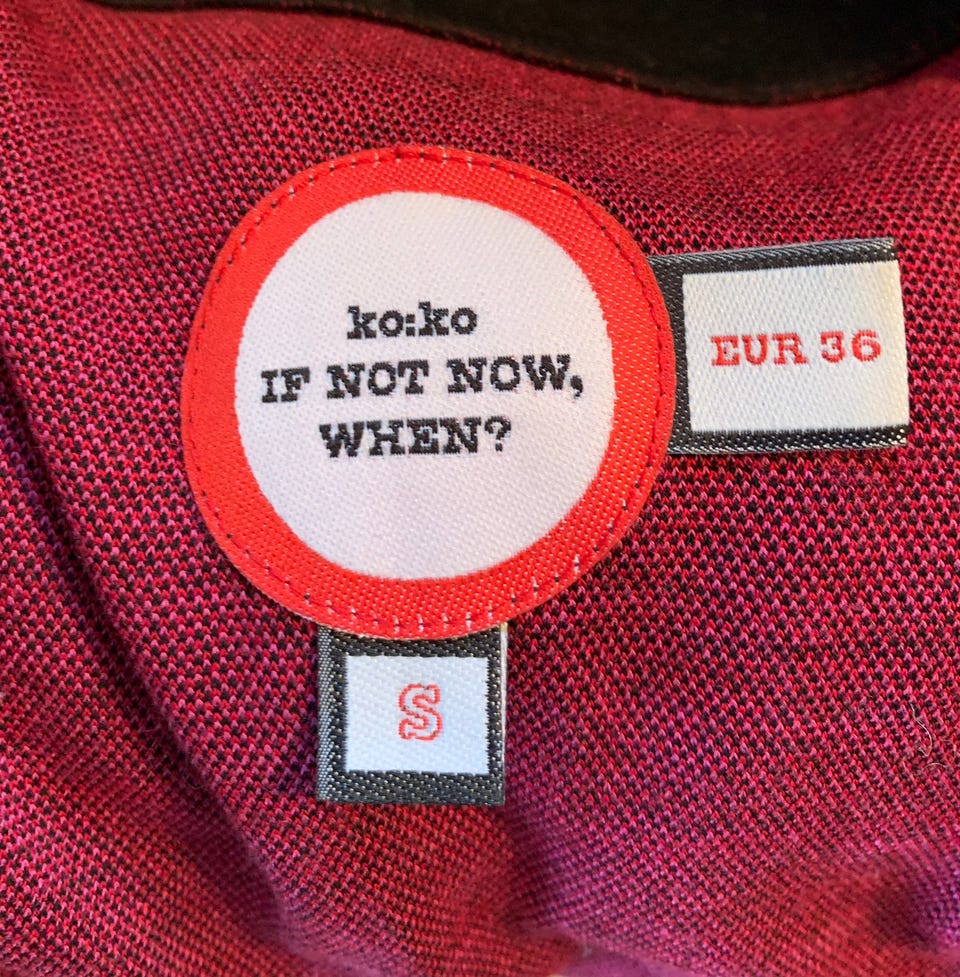 ko:ko
IF NOT NOW,
WHEN?
EUR 36
S